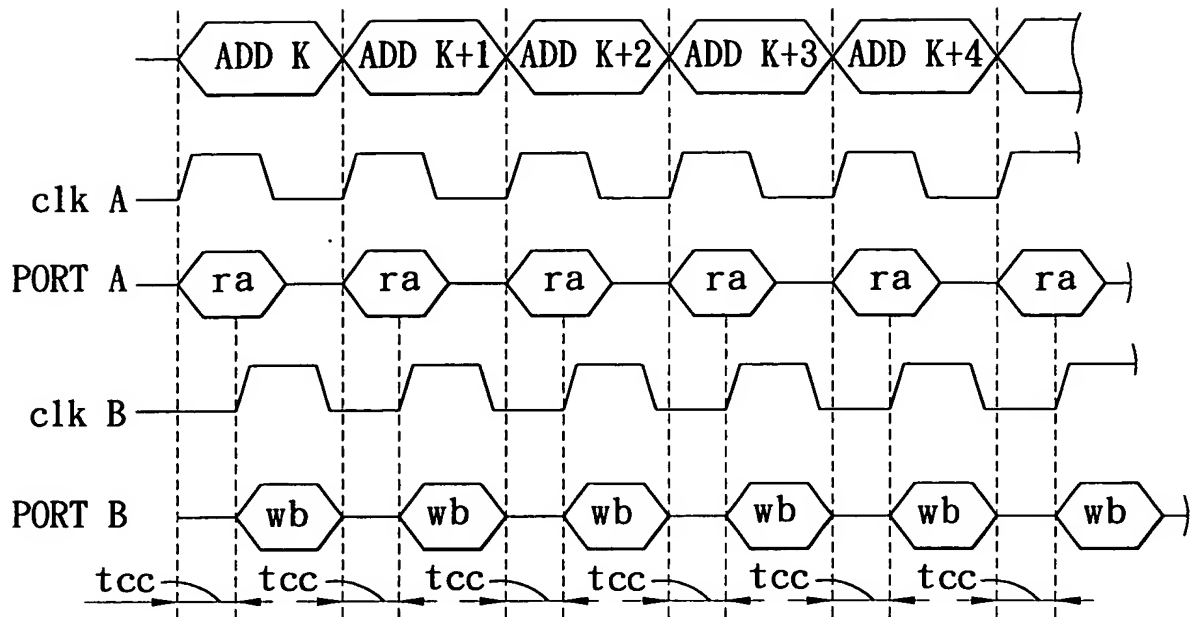 ADD K ADD K+1 ADD K+2 ADD K+3 ADD K+4
clk A
PORT A ra ra ra ra ra ra
clk B
PORT B wb wb wb wb wb wb
tcc tcc tcc tcc tcc tcc